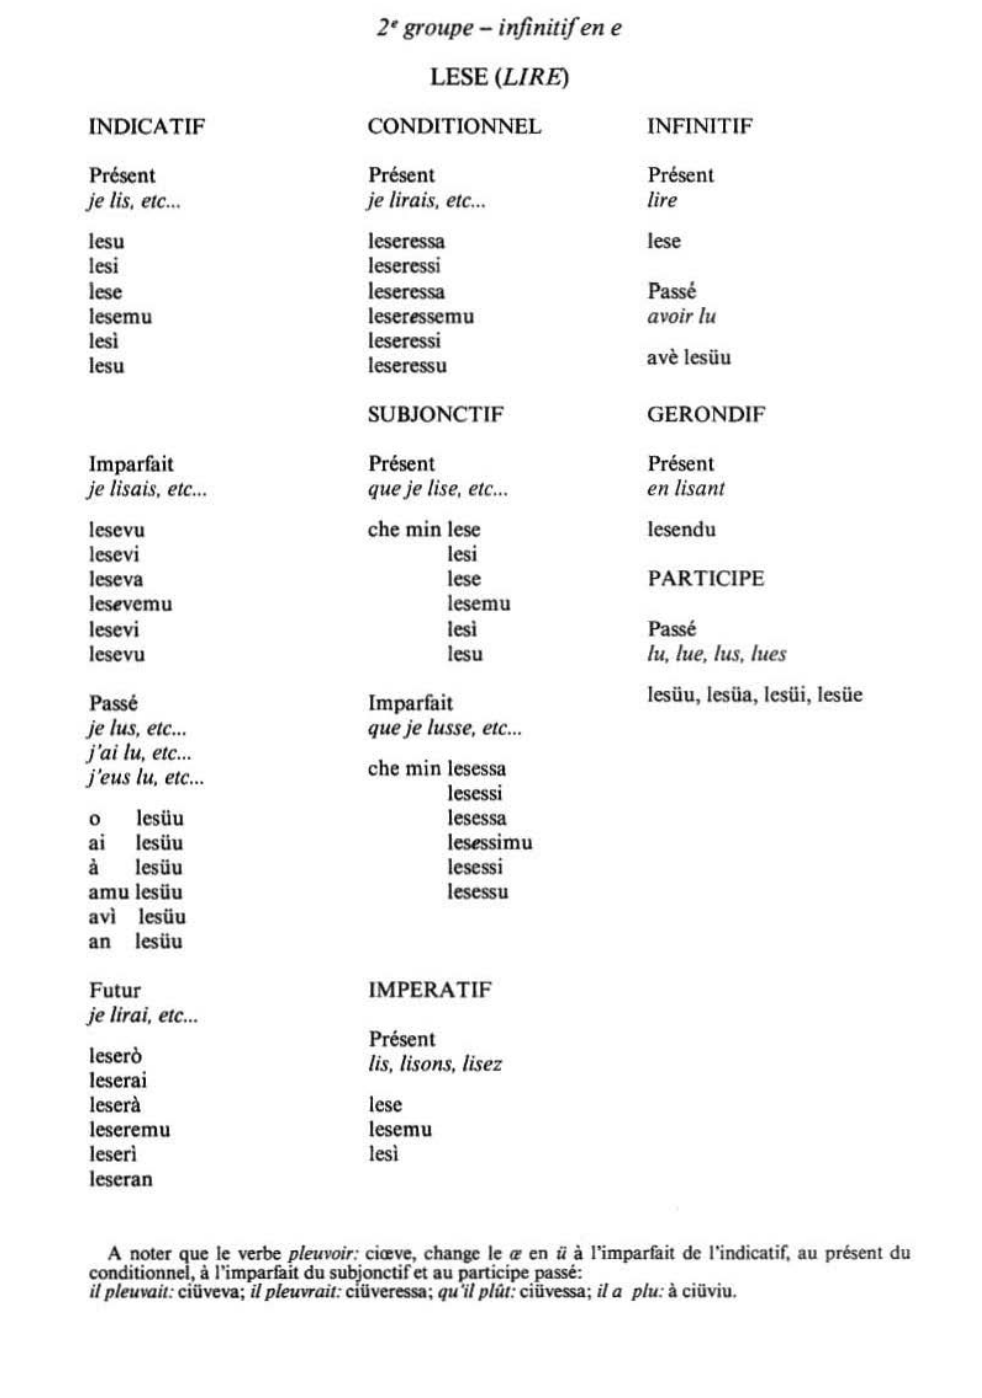 2e groupe – infinitif en e
LESE (LIRE)
INDICATIF
Présent
je lis, etc...
lesu
lesi
lese
lesemu
lesì
lesu
Imparfait
je lisais, etc...
lesevu
lesevi
leseva
lesevemu
lesevi
lesevu
Passé
je lus, etc...
j'ai lu, etc...
j'eus lu, etc...
o lesüu
ai lesüu
à lesüu
amu lesüu
avì lesüu
an lesüu
Futur
je lirai, etc...
leserò
leserai
leserà
leseremu
leserì
leseran
CONDITIONNEL
Présent
je lirais, etc...
leseressa
leseressi
leseressa
leseressemu
leseressi
leseressu
SUBJONCTIF
Présent
que je lise, etc...
che min lese
lesi
lese
lesemu
lesì
lesu
Imparfait
que je lusse, etc...
che min lesessa
lesessi
lesessa
lesessimu
lesessi
lesessu
IMPERATIF
Présent
lis, lisons, lisez
lese
lesemu
lesì
INFINITIF
Présent
lire
lese
Passé
avoir lu
avè lesüu
GERONDIF
Présent
en lisant
lesendu
PARTICIPE
Passé
lu, lue, lus, lues
lesüu, lesüa, lesüi, lesüe
A noter que le verbe pleuvoir: ciœve, change le œ en ü à l'imparfait de l'indicatif, au présent du
conditionnel, à l'imparfait du subjonctif et au participe passé:
il pleuvait: ciüveva; il pleuvrait: ciüveressa; qu'il plût: ciüvessa; il a plu: à ciüviu.